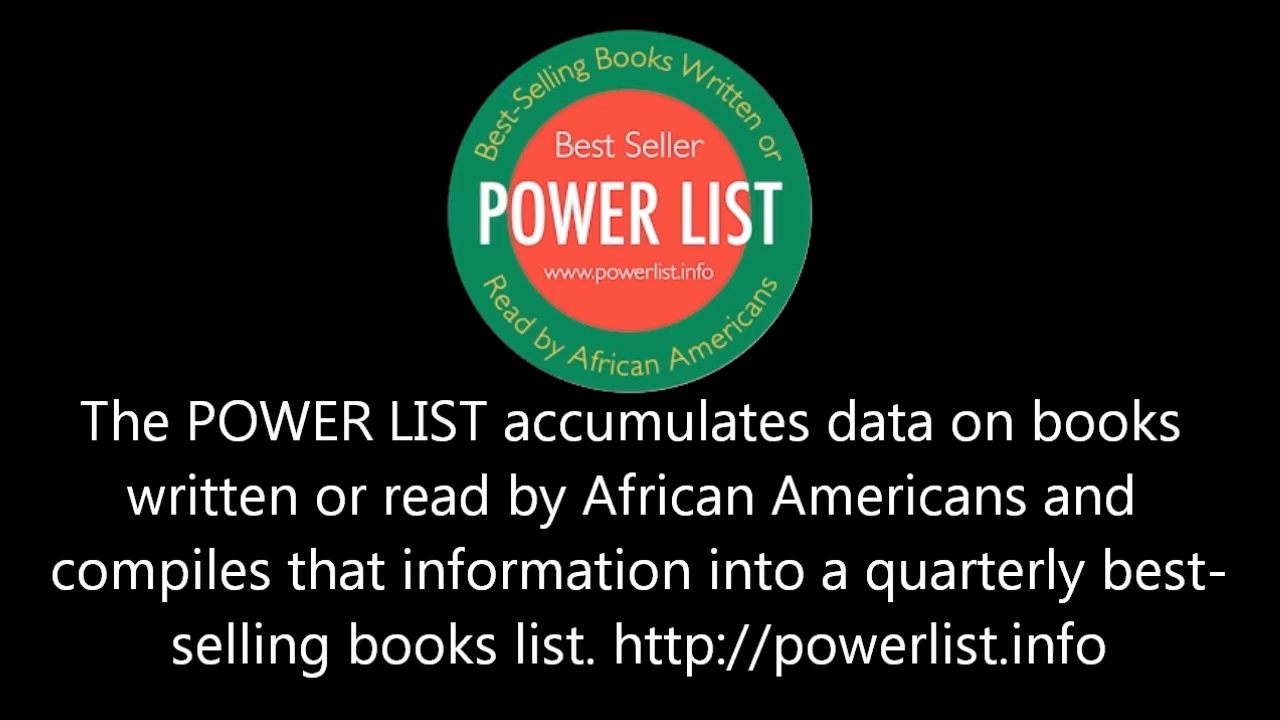 Best-Selling Books Written or
Best Seller
POWER LIST
www.powerlist.info
Read by African Americans
The POWER LIST accumulates data on books
written or read by African Americans and
compiles that information into a quarterly best-
selling books list. http://powerlist.info